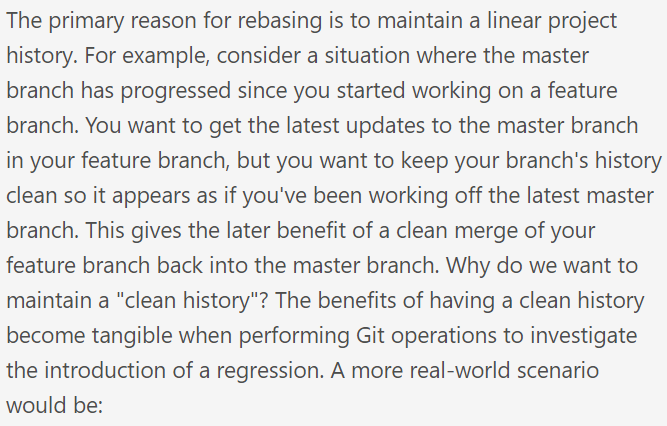 The primary reason for rebasing is to maintain a linear project
history. For example, consider a situation where the master
branch has progressed since you started working on a feature
branch. You want to get the latest updates to the master branch
in your feature branch, but you want to keep your branch's history
clean so it appears as if you've been working off the latest master
branch. This gives the later benefit of a clean merge of your
feature branch back into the master branch. Why do we want to
maintain a "clean history"? The benefits of having a clean history
become tangible when performing Git operations to investigate
the introduction of a regression. A more real-world scenario
would be: